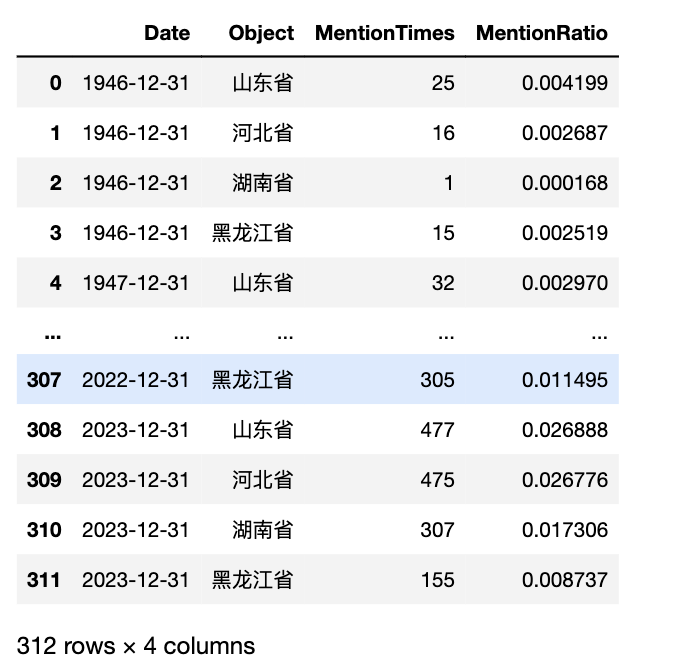 Date Object MentionTimes MentionRatio
0 1946-12-31 山东省 25 0.004199
1 1946-12-31 河北省 16 0.002687
2 1946-12-31 湖南省 1 0.000168
3 1946-12-31 黑龙江省 15 0.002519
4 1947-12-31 山东省 32 0.002970
... ... ... ... ...
307 2022-12-31 黑龙江省 305 0.011495
308 2023-12-31 山东省 477 0.026888
309 2023-12-31 河北省 475 0.026776
310 2023-12-31 湖南省 307 0.017306
311 2023-12-31 黑龙江省 155 0.008737
312 rows × 4 columns